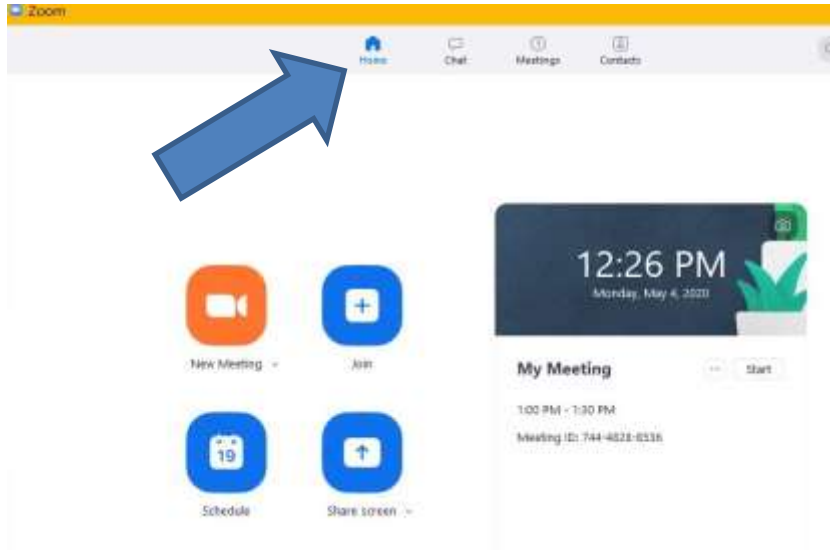 Zoom
Home
Chat
Meetings
Contacts
12:26 PM
Monday, May 4, 2020
New Meeting
Join
My Meeting
Start
1:00 PM - 1:30 PM
Meeting ID: 744-4828-8536
19
Schedule
Share screen